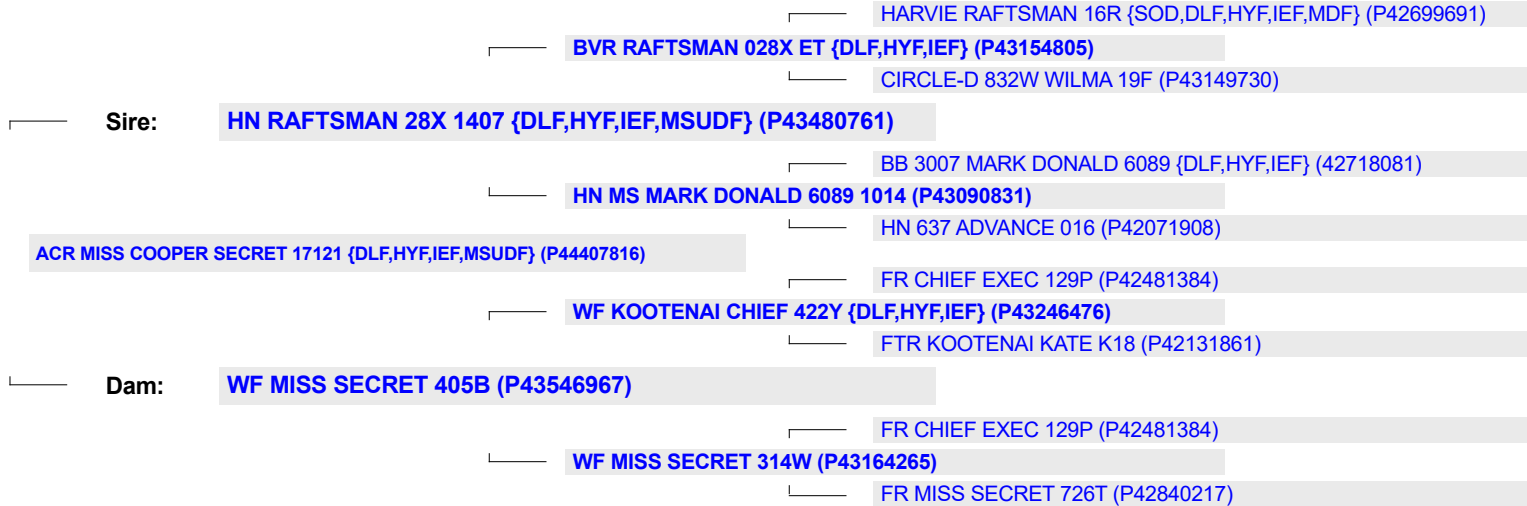 HARVIE RAFTSMAN 16R {SOD,DLF,HYF,IEF,MDF} (P42699691)
BVR RAFTSMAN 028X ET {DLF,HYF,IEF} (P43154805)
CIRCLE-D 832W WILMA 19F (P43149730)
Sire: HN RAFTSMAN 28X 1407 {DLF,HYF,IEF,MSUDF} (P43480761)
BB 3007 MARK DONALD 6089 {DLF,HYF,IEF} (42718081)
HN MS MARK DONALD 6089 1014 (P43090831)
HN 637 ADVANCE 016 (P42071908)
ACR MISS COOPER SECRET 17121 {DLF,HYF,IEF,MSUDF} (P44407816)
FR CHIEF EXEC 129P (P42481384)
WF KOOTENAI CHIEF 422Y {DLF,HYF,IEF} (P43246476)
FTR KOOTENAI KATE K18 (P42131861)
Dam: WF MISS SECRET 405B (P43546967)
FR CHIEF EXEC 129P (P42481384)
WF MISS SECRET 314W (P43164265)
FR MISS SECRET 726T (P42840217)